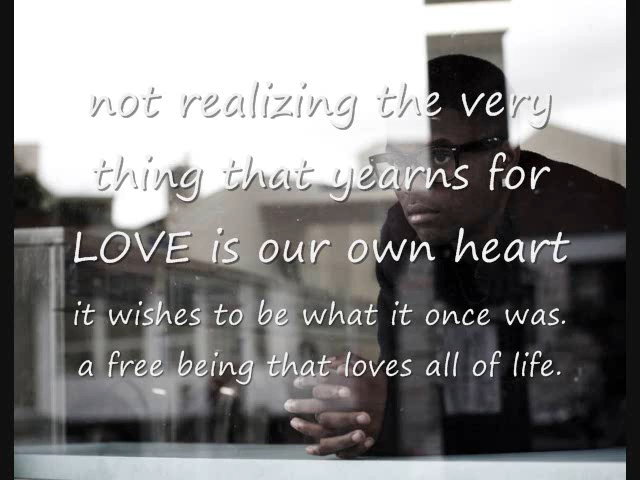 not realizing the very
thing that yearns for
LOVE is our own heart
it wishes to be what it once was.
a free being that loves all of life.